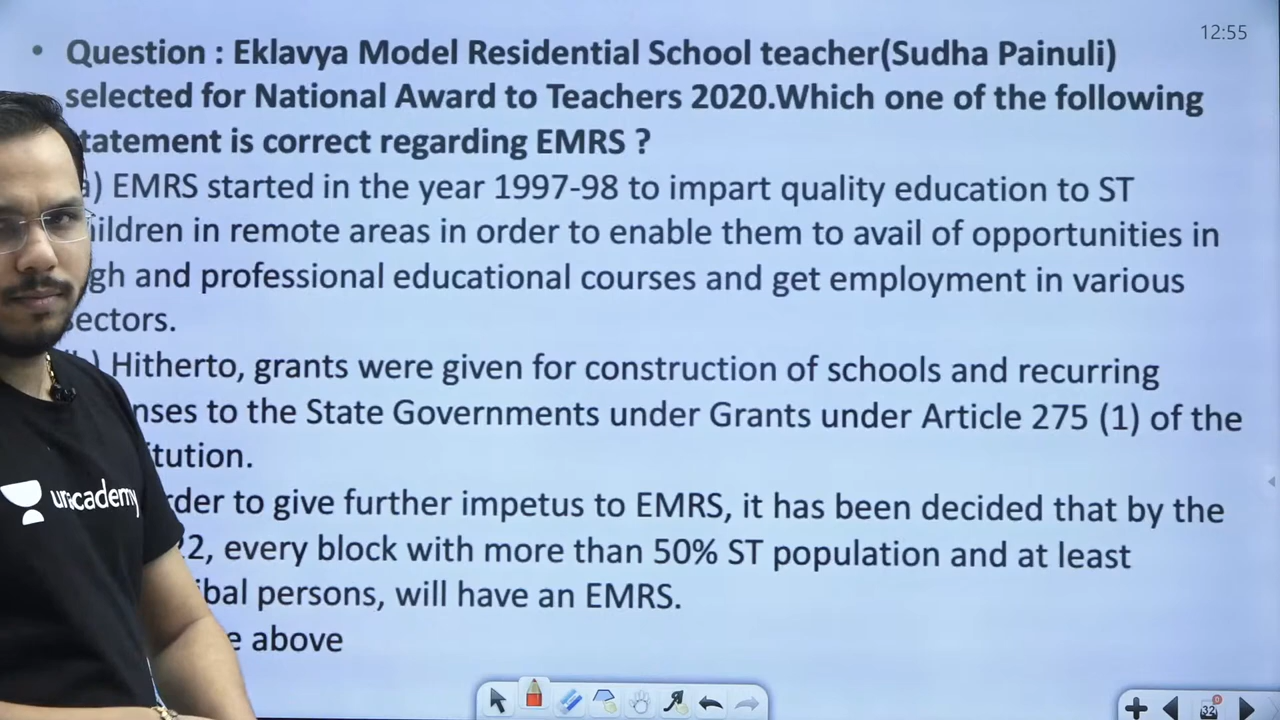 12:55
• Question : Eklavya Model Residential School teacher(Sudha Painuli)
selected for National Award to Teachers 2020.Which one of the following
tatement is correct regarding EMRS ?
a) EMRS started in the year 1997-98 to impart quality education to ST
ildren in remote areas in order to enable them to avail of opportunities in
gh and professional educational courses and get employment in various
ectors.
) Hitherto, grants were given for construction of schools and recurring
nses to the State Governments under Grants under Article 275 (1) of the
tution.
rder to give further impetus to EMRS, it has been decided that by the
22, every block with more than 50% ST population and at least
bal persons, will have an EMRS.
e above
unacademy
32